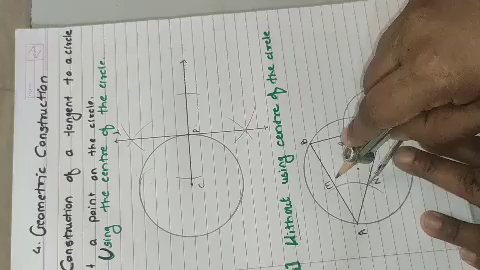 4. Geometric Construction
Construction of a tangent to a circle
t a point on the circle.
Using the centre of the circle.
C
P
Without using centre of the circle
B
M
N
A